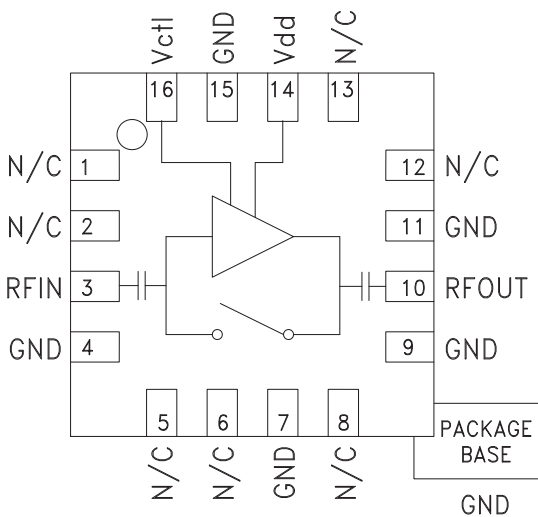 Vctl GND Vdd N/C
16 15 14 13
N/C 1 12 N/C
N/C 2 11 GND
RFIN 3 10 RFOUT
GND 4 9 GND
5 6 7 8
N/C N/C GND N/C
PACKAGE
BASE
GND